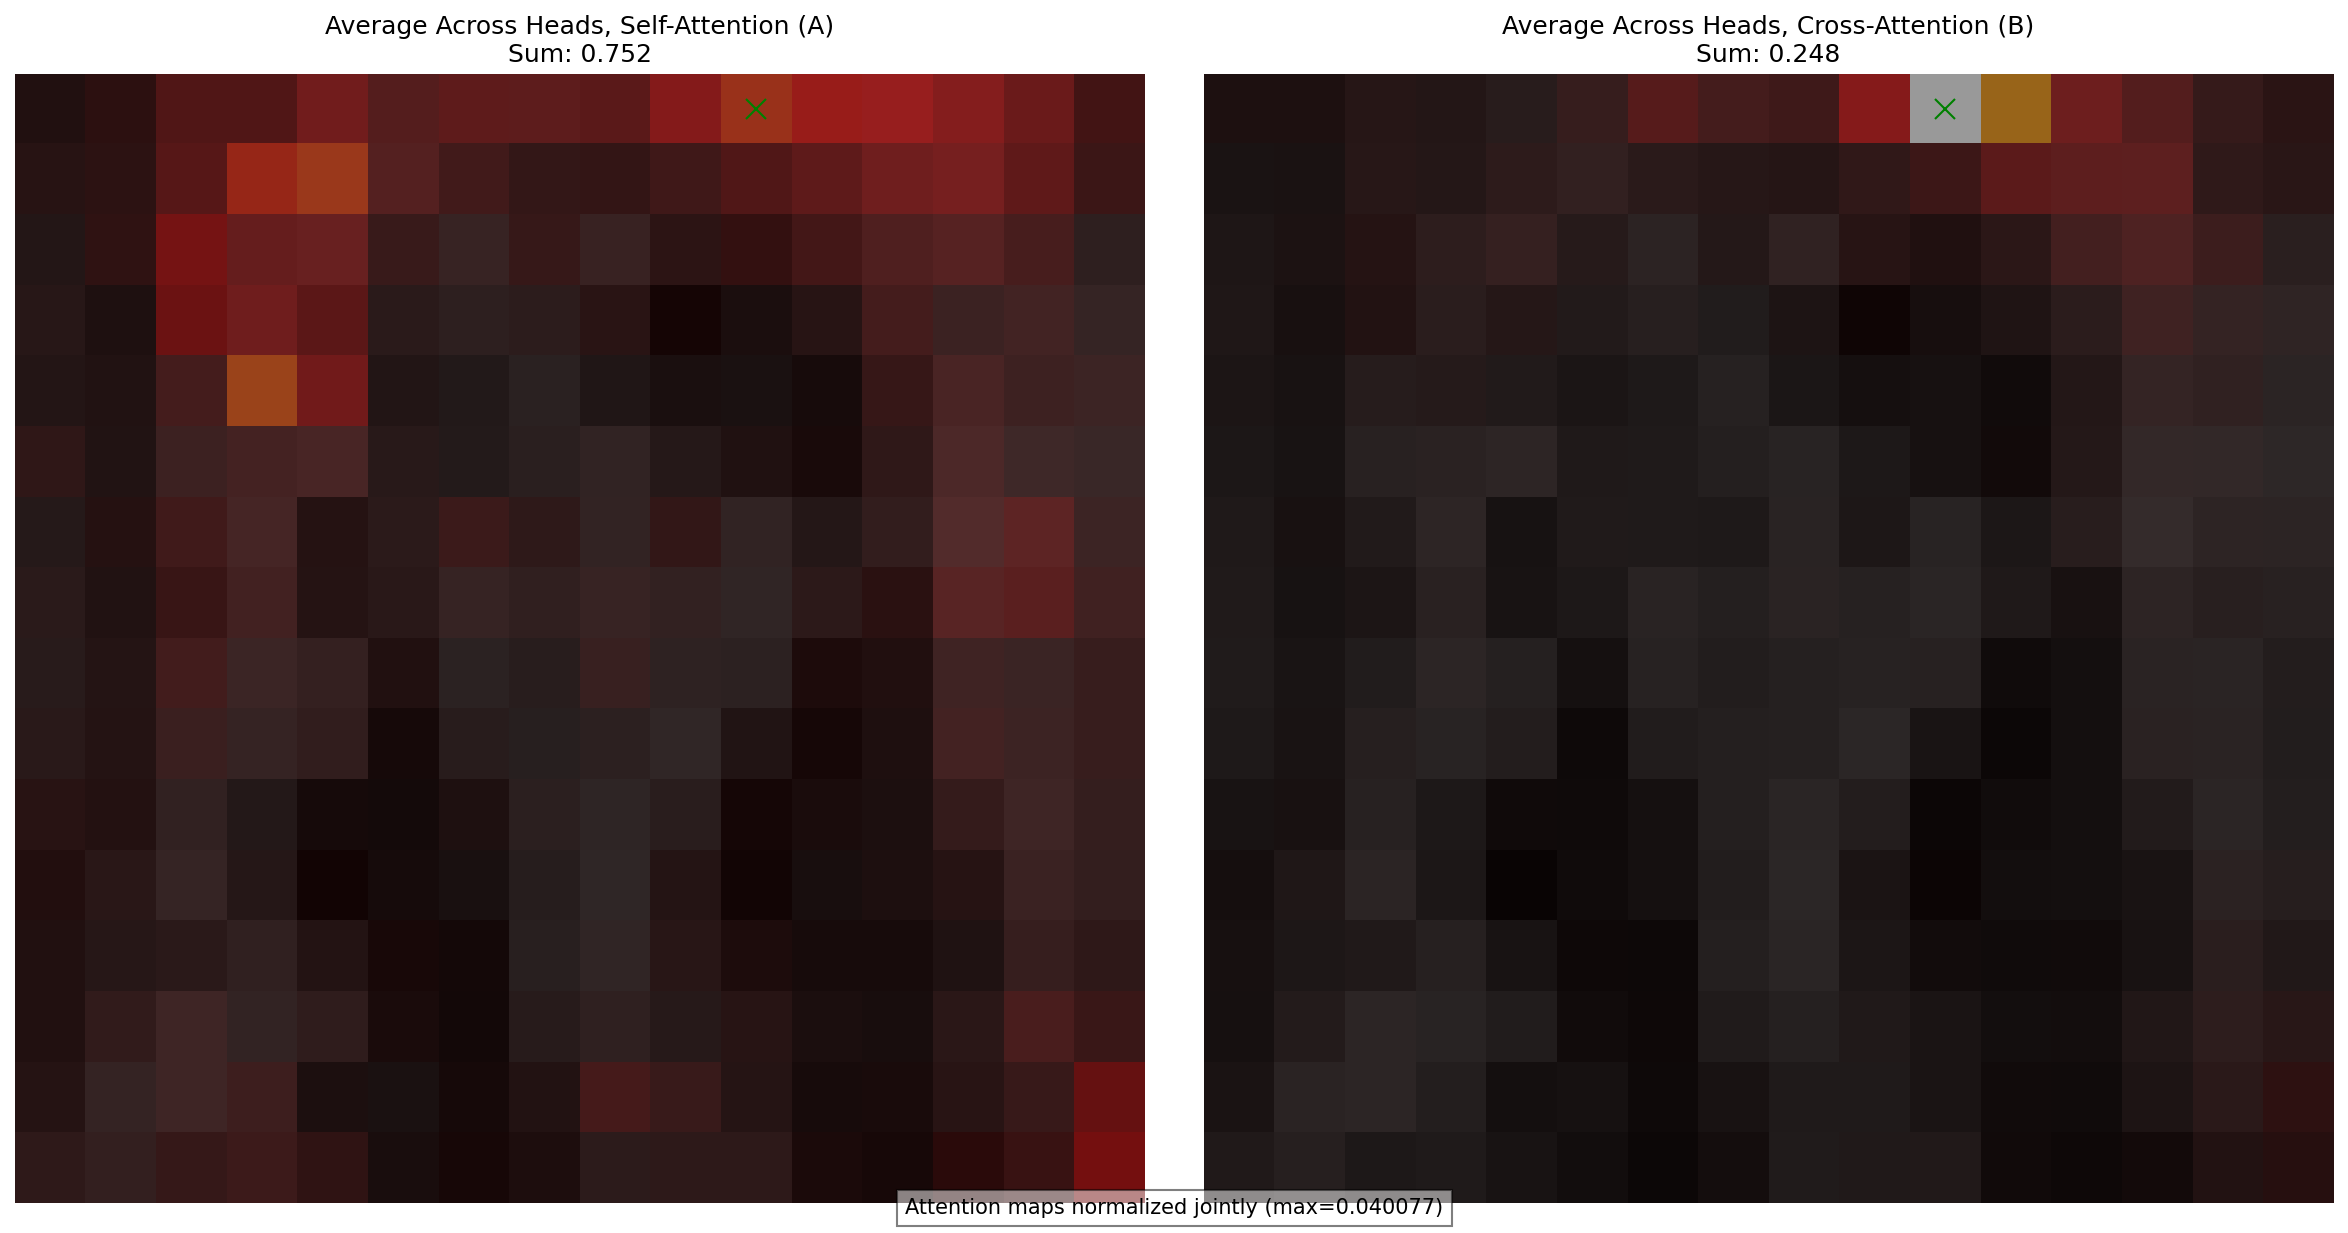 Average Across Heads, Self-Attention (A)
Sum: 0.752
Average Across Heads, Cross-Attention (B)
Sum: 0.248
Attention maps normalized jointly (max=0.040077)